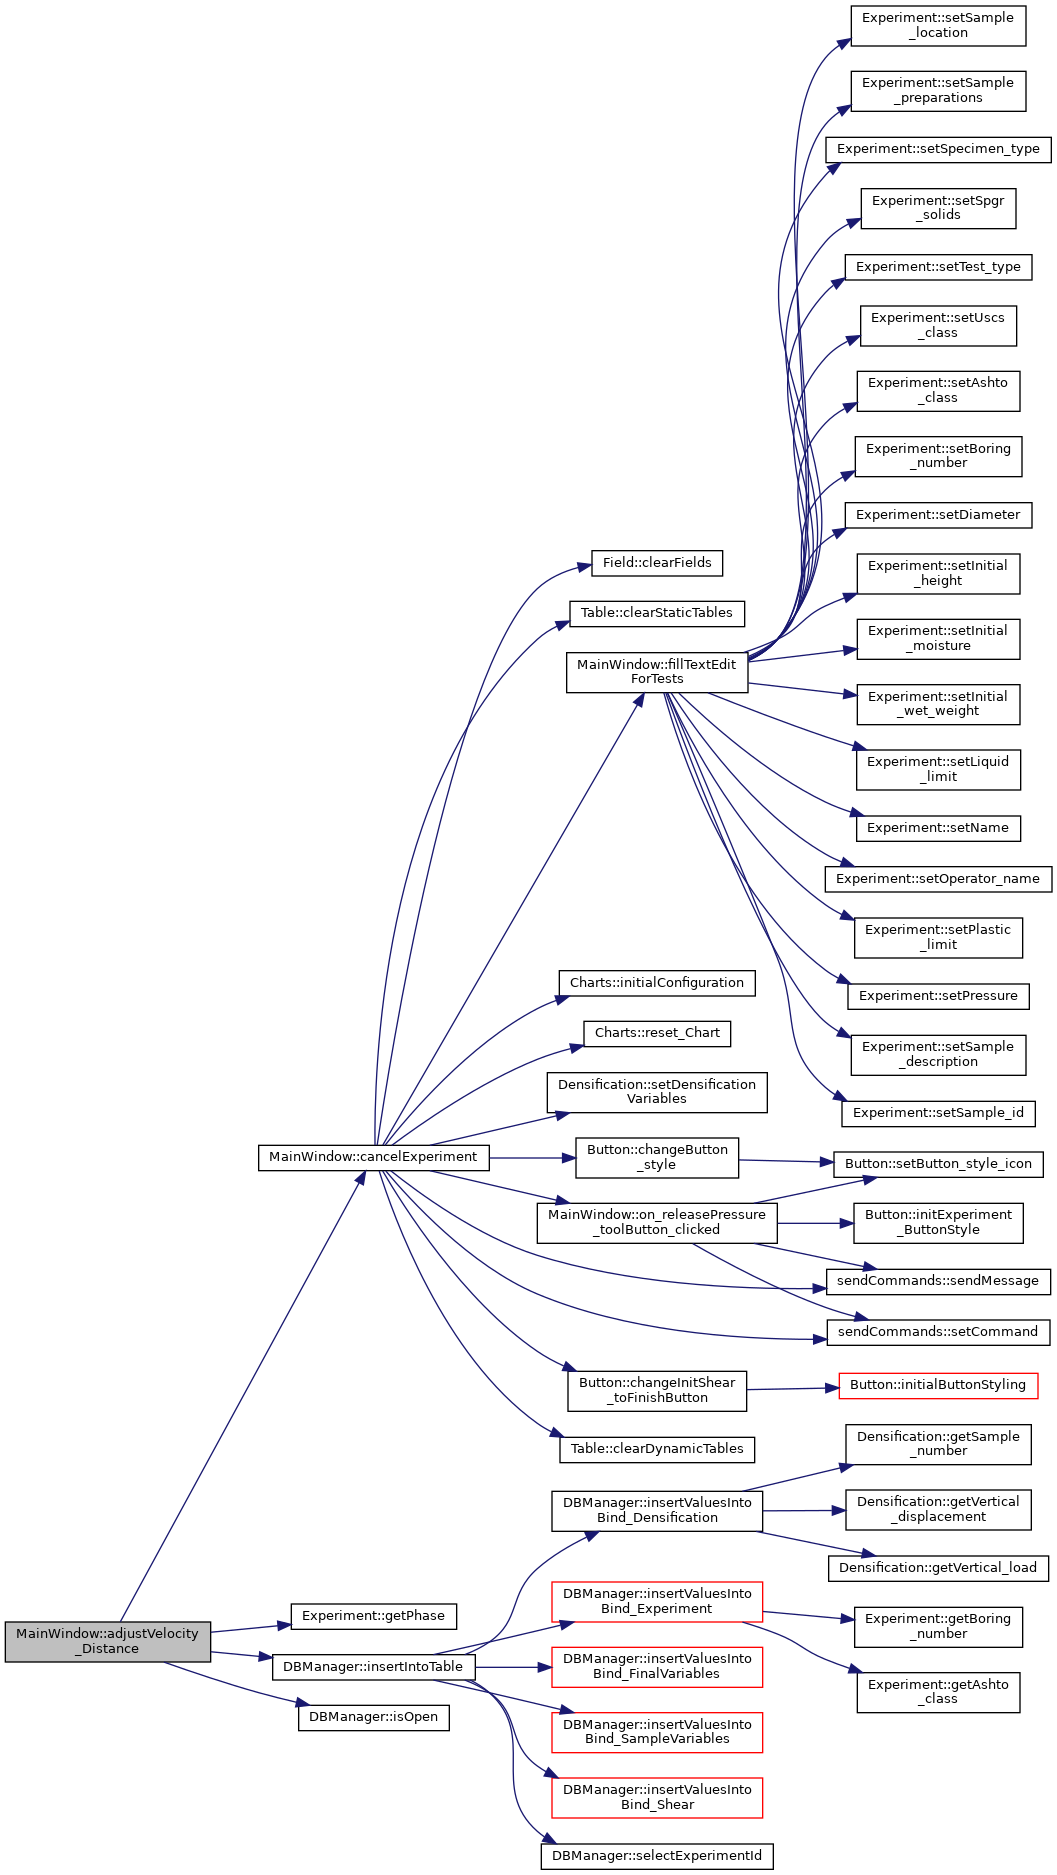 Experiment::setSample
_location
Experiment::setSample
_preparations
Experiment::setSpecimen_type
Experiment::setSpgr
_solids
Experiment::setTest_type
Experiment::setUscs
_class
Experiment::setAshto
_class
Experiment::setBoring
_number
Experiment::setDiameter
Experiment::setInitial
_height
Experiment::setInitial
_moisture
Experiment::setInitial
_wet_weight
Experiment::setLiquid
_limit
Experiment::setName
Experiment::setOperator_name
Experiment::setPlastic
_limit
Experiment::setPressure
Experiment::setSample
_description
Experiment::setSample_id
Field::clearFields
Table::clearStaticTables
MainWindow::fillTextEdit
ForTests
Charts::initialConfiguration
Charts::reset_Chart
Densification::setDensification
Variables
MainWindow::cancelExperiment
Button::changeButton
_style
Button::setButton_style_icon
MainWindow::on_releasePressure
_toolButton_clicked
Button::initExperiment
_ButtonStyle
sendCommands::sendMessage
sendCommands::setCommand
Button::changeInitShear
_toFinishButton
Button::initialButtonStyling
Table::clearDynamicTables
Densification::getSample
_number
DBManager::insertValuesInto
Bind_Densification
Densification::getVertical
_displacement
Densification::getVertical_load
MainWindow::adjustVelocity
_Distance
Experiment::getPhase
DBManager::insertIntoTable
DBManager::isOpen
DBManager::insertValuesInto
Bind_Experiment
Experiment::getBoring
_number
Experiment::getAshto
_class
DBManager::insertValuesInto
Bind_FinalVariables
DBManager::insertValuesInto
Bind_SampleVariables
DBManager::insertValuesInto
Bind_Shear
DBManager::selectExperimentId